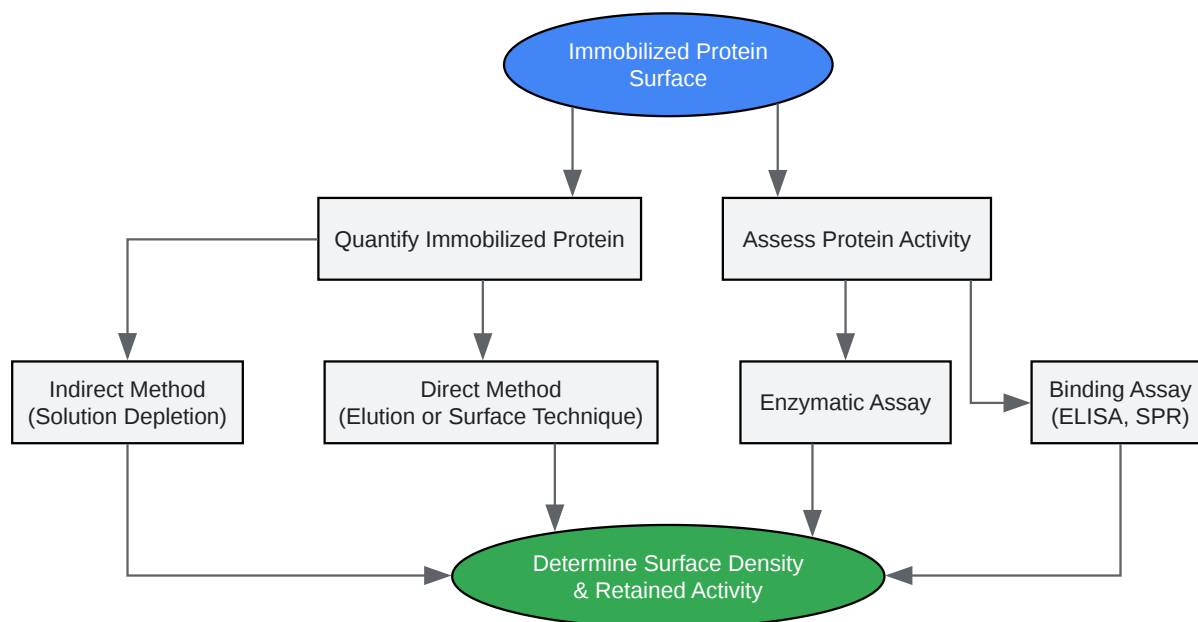 Immobilized Protein
Surface
Quantify Immobilized Protein
Assess Protein Activity
Indirect Method
(Solution Depletion)
Direct Method
(Elution or Surface Technique)
Enzymatic Assay
Binding Assay
(ELISA, SPR)
Determine Surface Density
& Retained Activity